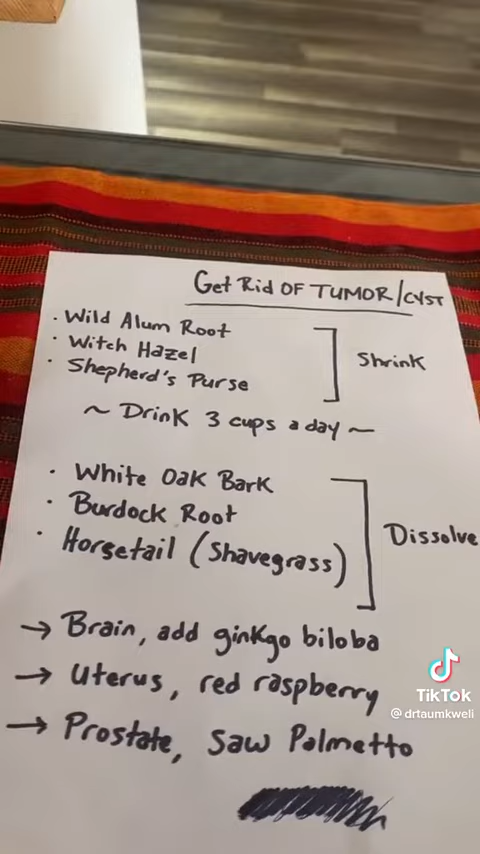 Get Rid OF TUMOR/CYST
· Wild Alum Root
· Witch Hazel
· Shepherd's Purse
Shrink
~ Drink 3 cups a day ~
· White Oak Bark
· Burdock Root
· Horsetail (Shavegrass)
Dissolve
→ Brain, add ginkgo biloba
→ Uterus, red raspberry
→ Prostate, Saw Palmetto
TikTok
@drtaumkweli